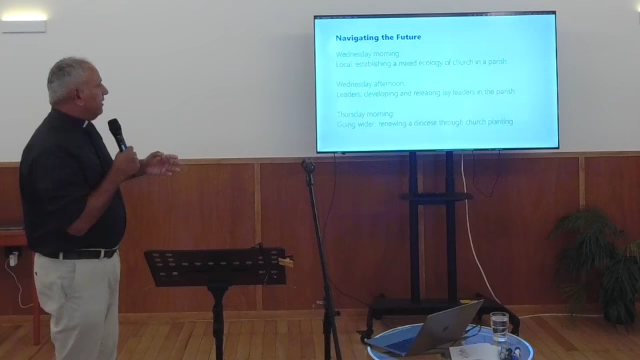 Navigating the Future
Wednesday morning
Local: establishing a mixed ecology of church in a parish
Wednesday afternoon
Leaders: developing and releasing lay leaders in the parish
Thursday morning
Going wider: renewing a diocese through church planting